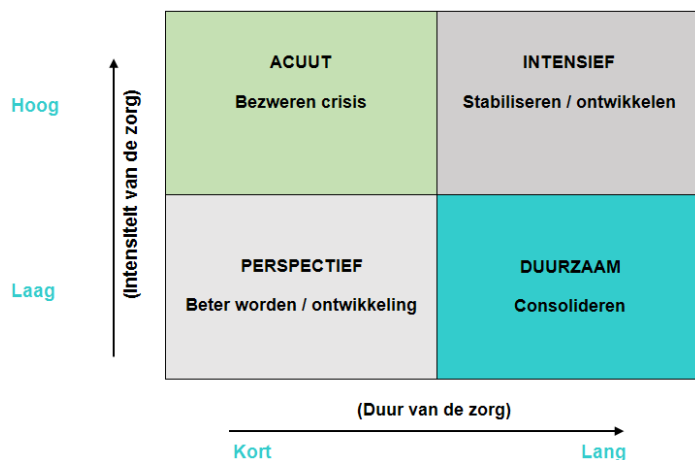 ACUUT
Bezweren crisis
INTENSIEF
Stabiliseren / ontwikkelen
Hoog
(Intensiteit van de zorg)
Laag
PERSPECTIEF
Beter worden / ontwikkeling
DUURZAAM
Consolideren
(Duur van de zorg)
Kort
Lang